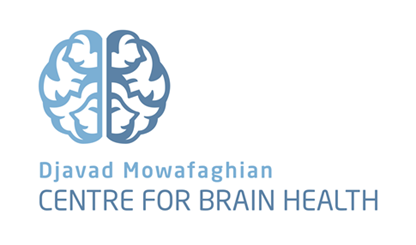 Djavad Mowafaghian
CENTRE FOR BRAIN HEALTH